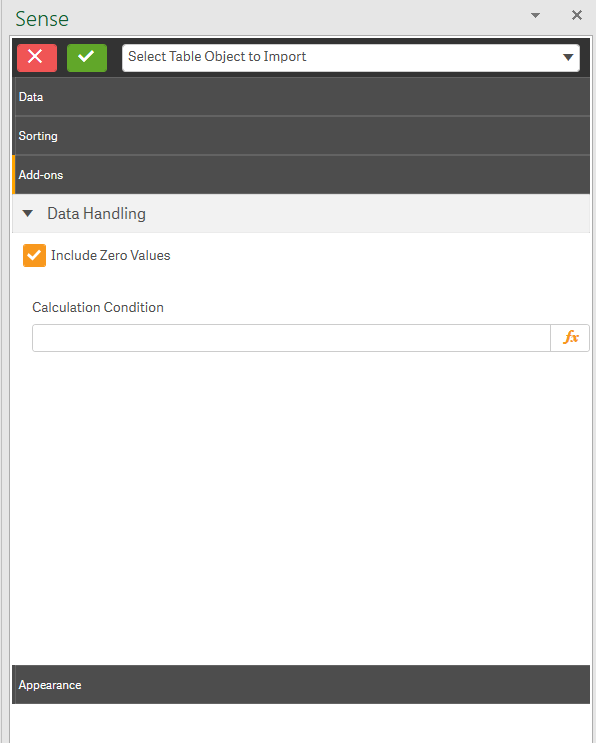 Sense
Select Table Object to Import
Data
Sorting
Add-ons
Data Handling
Include Zero Values
Calculation Condition
fx
Appearance